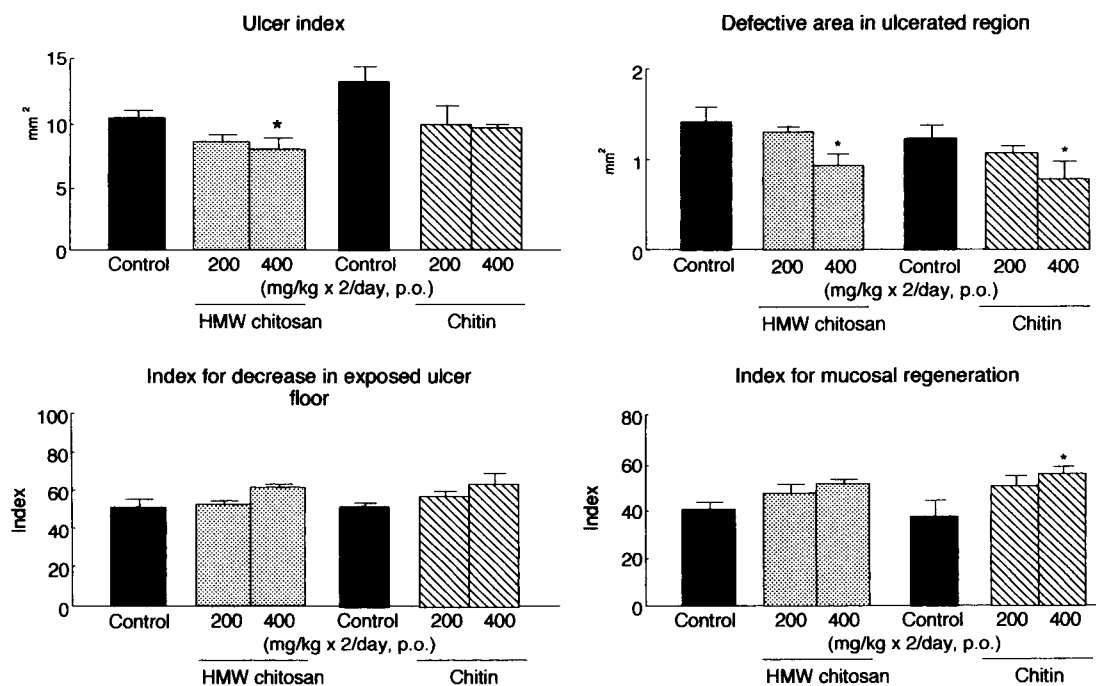 Ulcer index
15
10
5
0
mm²
*
Control 200 400 Control 200 400
(mg/kg x 2/day, p.o.)
HMW chitosan Chitin
Defective area in ulcerated region
2
1
0
mm²
* *
Control 200 400 Control 200 400
(mg/kg x 2/day, p.o.)
HMW chitosan Chitin
Index for decrease in exposed ulcer
floor
100
80
60
40
20
0
Index
Control 200 400 Control 200 400
(mg/kg x 2/day, p.o.)
HMW chitosan Chitin
Index for mucosal regeneration
80
60
40
20
0
Index
*
Control 200 400 Control 200 400
(mg/kg x 2/day, p.o.)
HMW chitosan Chitin